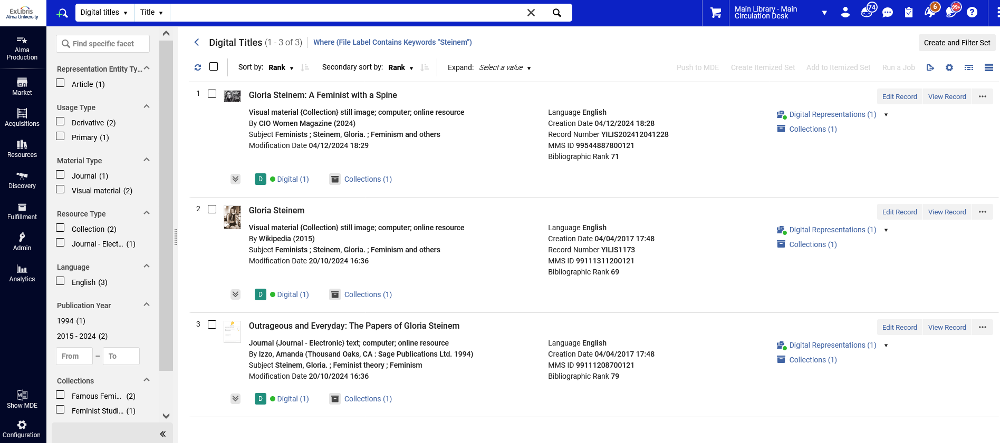 ExLibris
Alma University
Digital titles
Title
Main Library - Main
Circulation Desk
74
6
99+
Alma
Production
Market
Acquisitions
Resources
Discovery
Fulfillment
Admin
Analytics
Show MDE
Configuration
Find specific facet
Representation Entity Ty...
Article (1)
Usage Type
Derivative (2)
Primary (1)
Material Type
Journal (1)
Visual material (2)
Resource Type
Collection (2)
Journal - Elect... (1)
Language
English (3)
Publication Year
1994 (1)
2015 - 2024 (2)
From – To
Collections
Famous Femi... (2)
Feminist Studi... (1)
Digital Titles (1 - 3 of 3) Where (File Label Contains Keywords "Steinem")
Create and Filter Set
Sort by: Rank Secondary sort by: Rank Expand: Select a value
Push to MDE Create Itemized Set Add to Itemized Set Run a Job
1 Gloria Steinem: A Feminist with a Spine
Edit Record View Record
Visual material {Collection} still image; computer; online resource
By CIO Women Magazine (2024)
Subject Feminists ; Steinem, Gloria. ; Feminism and others
Modification Date 04/12/2024 18:29
Language English
Creation Date 04/12/2024 18:28
Record Number YILIS202412041228
MMS ID 99544887800121
Bibliographic Rank 71
Digital Representations (1)
Collections (1)
D Digital (1) Collections (1)
2 Gloria Steinem
Edit Record View Record
Visual material {Collection} still image; computer; online resource
By Wikipedia (2015)
Subject Feminists ; Steinem, Gloria. ; Feminism and others
Modification Date 20/10/2024 16:36
Language English
Creation Date 04/04/2017 17:48
Record Number YILIS1173
MMS ID 99111311200121
Bibliographic Rank 69
Digital Representations (1)
Collections (1)
D Digital (1) Collections (1)
3 Outrageous and Everyday: The Papers of Gloria Steinem
Edit Record View Record
Journal {Journal - Electronic} text; computer; online resource
By Izzo, Amanda (Thousand Oaks, CA : Sage Publications Ltd. 1994)
Subject Steinem, Gloria. ; Feminist theory ; Feminism
Modification Date 20/10/2024 16:36
Language English
Creation Date 04/04/2017 17:48
MMS ID 99111208700121
Bibliographic Rank 79
Digital Representations (1)
Collections (1)
D Digital (1) Collections (1)